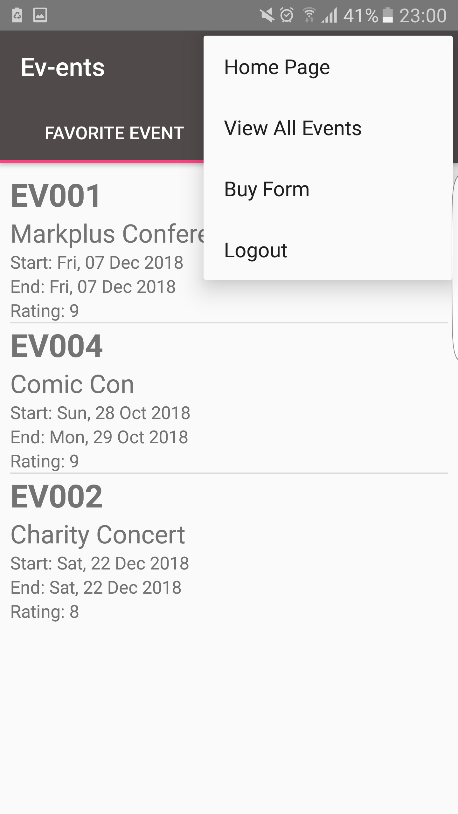 41% 23:00
Ev-ents
Home Page
View All Events
Buy Form
Logout
FAVORITE EVENT
EV001
Markplus Confere
Start: Fri, 07 Dec 2018
End: Fri, 07 Dec 2018
Rating: 9
EV004
Comic Con
Start: Sun, 28 Oct 2018
End: Mon, 29 Oct 2018
Rating: 9
EV002
Charity Concert
Start: Sat, 22 Dec 2018
End: Sat, 22 Dec 2018
Rating: 8